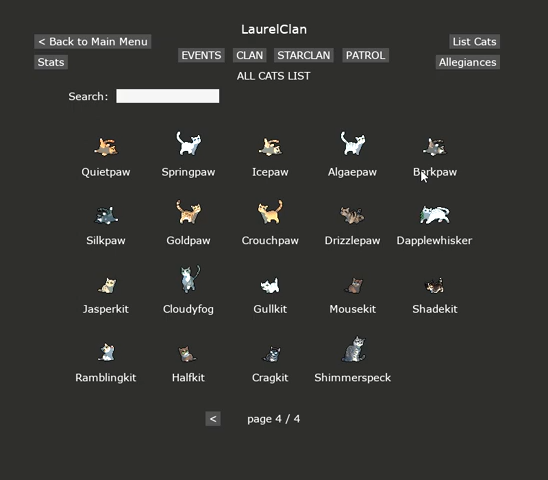 LaurelClan
< Back to Main Menu
List Cats
Stats
EVENTS
CLAN
STARCLAN
PATROL
Allegiances
ALL CATS LIST
Search:
Quietpaw
Springpaw
Icepaw
Algaepaw
Barkpaw
Silkpaw
Goldpaw
Crouchpaw
Drizzlepaw
Dapplewhisker
Jasperkit
Cloudyfog
Gullkit
Mousekit
Shadekit
Ramblingkit
Halfkit
Cragkit
Shimmerspeck
<
page 4 / 4